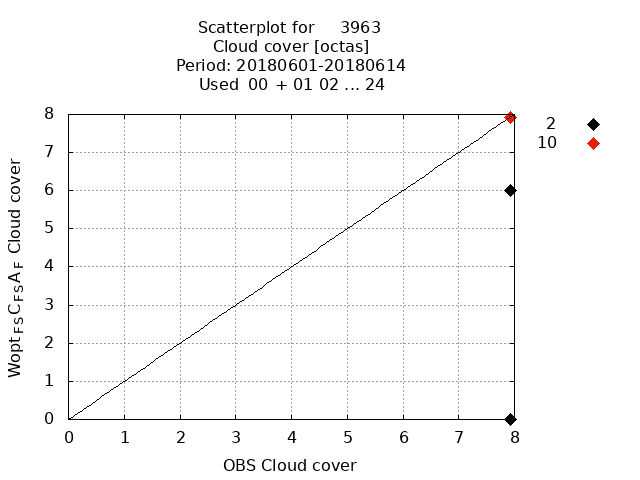 Scatterplot for 3963
Cloud cover [octas]
Period: 20180601-20180614
Used 00 + 01 02 ... 24
8
7
6
5
4
3
2
1
0
0 1 2 3 4 5 6 7 8
OBS Cloud cover
Wopt FS C FS A F Cloud cover
2
10